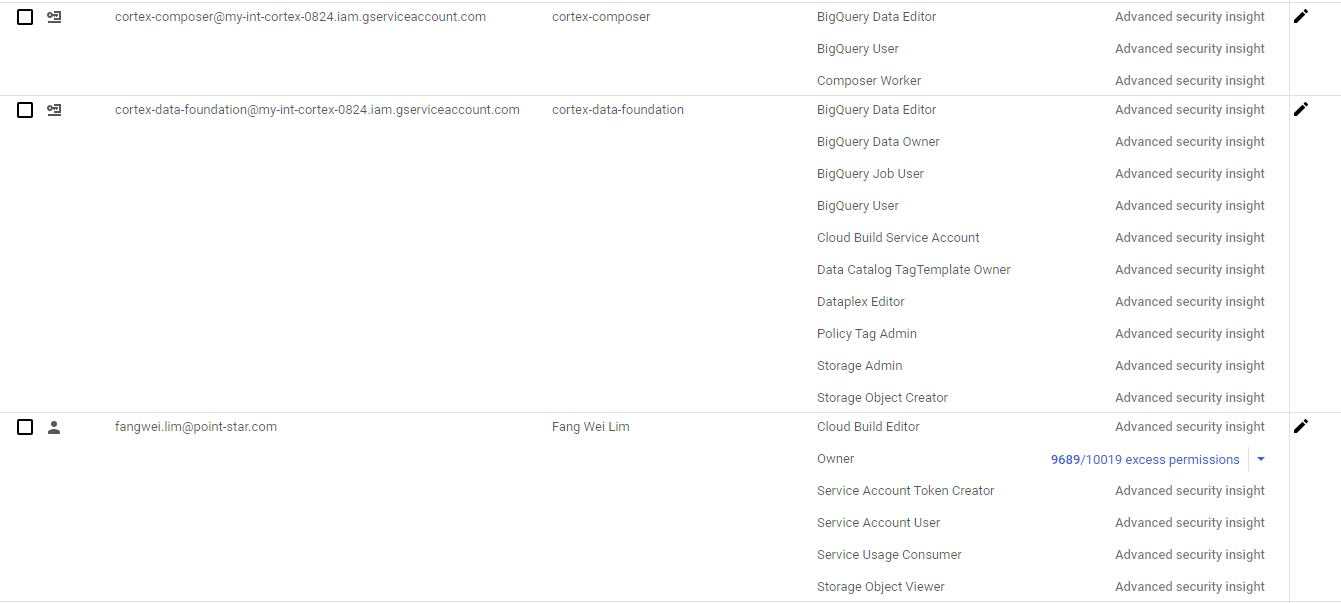 cortex-composer@my-int-cortex-0824.iam.gserviceaccount.com cortex-composer BigQuery Data Editor Advanced security insight
BigQuery User Advanced security insight
Composer Worker Advanced security insight
cortex-data-foundation@my-int-cortex-0824.iam.gserviceaccount.com cortex-data-foundation BigQuery Data Editor Advanced security insight
BigQuery Data Owner Advanced security insight
BigQuery Job User Advanced security insight
BigQuery User Advanced security insight
Cloud Build Service Account Advanced security insight
Data Catalog TagTemplate Owner Advanced security insight
Dataplex Editor Advanced security insight
Policy Tag Admin Advanced security insight
Storage Admin Advanced security insight
Storage Object Creator Advanced security insight
fangwei.lim@point-star.com Fang Wei Lim Cloud Build Editor Advanced security insight
Owner 9689/10019 excess permissions
Service Account Token Creator Advanced security insight
Service Account User Advanced security insight
Service Usage Consumer Advanced security insight
Storage Object Viewer Advanced security insight